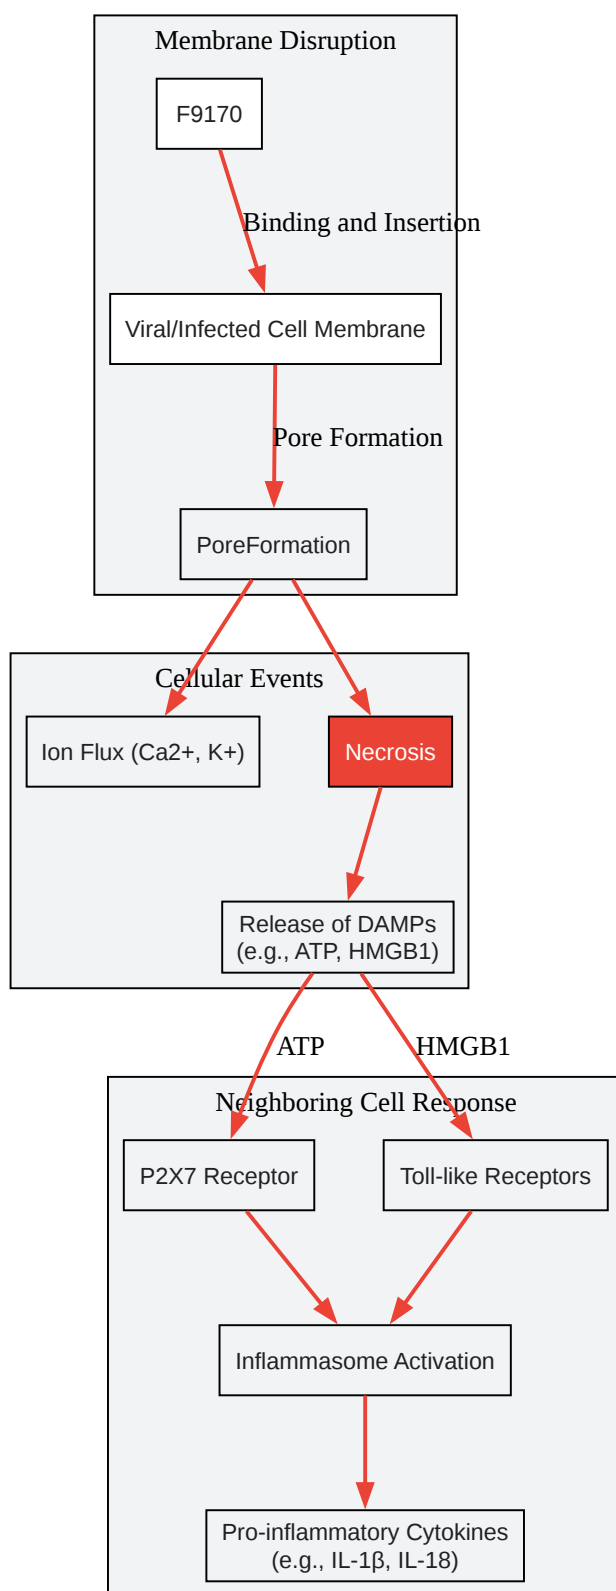 Membrane Disruption
F9170
Binding and Insertion
Viral/Infected Cell Membrane
Pore Formation
PoreFormation
Cellular Events
Ion Flux (Ca2+, K+)
Necrosis
Release of DAMPs
(e.g., ATP, HMGB1)
ATP
HMGB1
Neighboring Cell Response
P2X7 Receptor
Toll-like Receptors
Inflammasome Activation
Pro-inflammatory Cytokines
(e.g., IL-1β, IL-18)